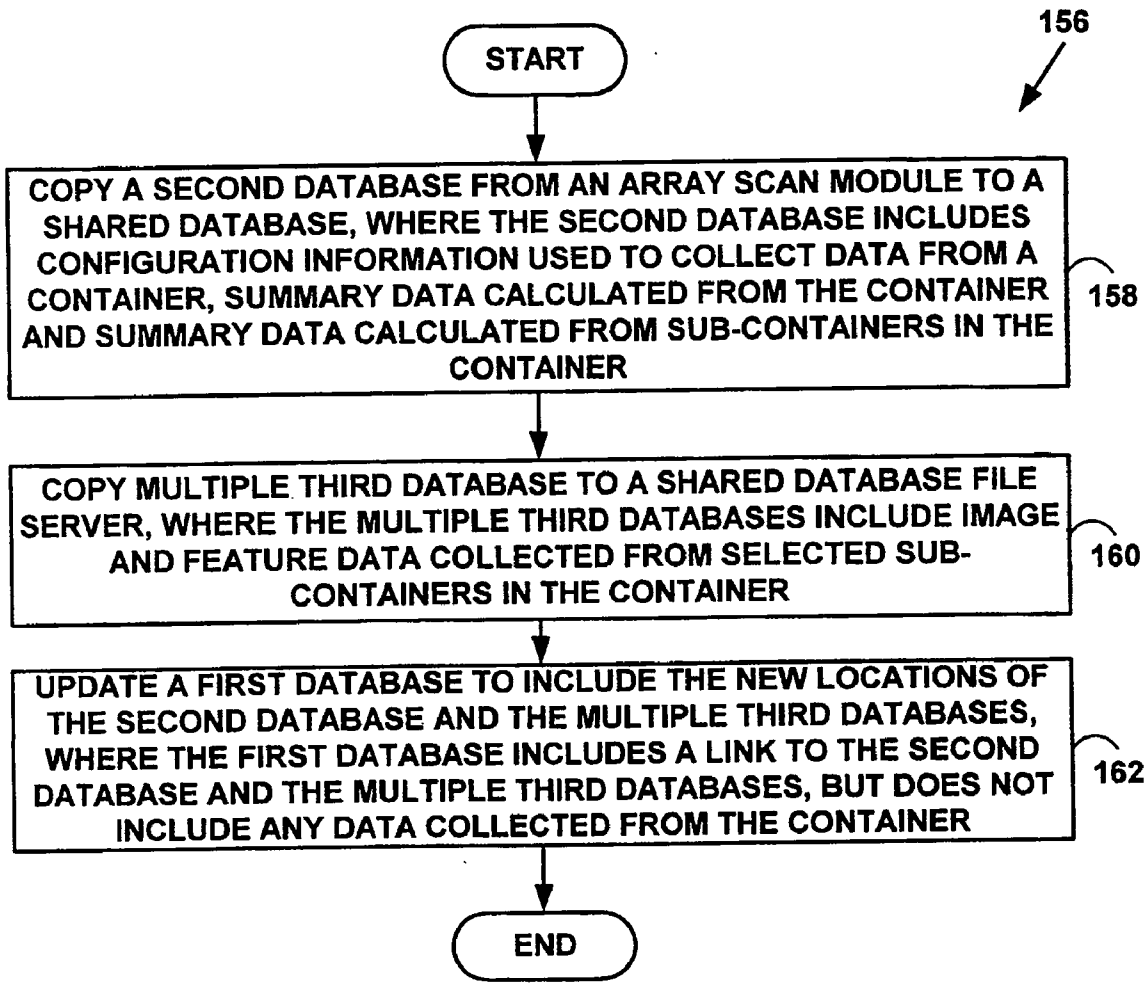 156
START
COPY A SECOND DATABASE FROM AN ARRAY SCAN MODULE TO A
SHARED DATABASE, WHERE THE SECOND DATABASE INCLUDES
CONFIGURATION INFORMATION USED TO COLLECT DATA FROM A
CONTAINER, SUMMARY DATA CALCULATED FROM THE CONTAINER
AND SUMMARY DATA CALCULATED FROM SUB-CONTAINERS IN THE
CONTAINER
158
COPY MULTIPLE THIRD DATABASE TO A SHARED DATABASE FILE
SERVER, WHERE THE MULTIPLE THIRD DATABASES INCLUDE IMAGE
AND FEATURE DATA COLLECTED FROM SELECTED SUB-
CONTAINERS IN THE CONTAINER
160
UPDATE A FIRST DATABASE TO INCLUDE THE NEW LOCATIONS OF
THE SECOND DATABASE AND THE MULTIPLE THIRD DATABASES,
WHERE THE FIRST DATABASE INCLUDES A LINK TO THE SECOND
DATABASE AND THE MULTIPLE THIRD DATABASES, BUT DOES NOT
INCLUDE ANY DATA COLLECTED FROM THE CONTAINER
162
END